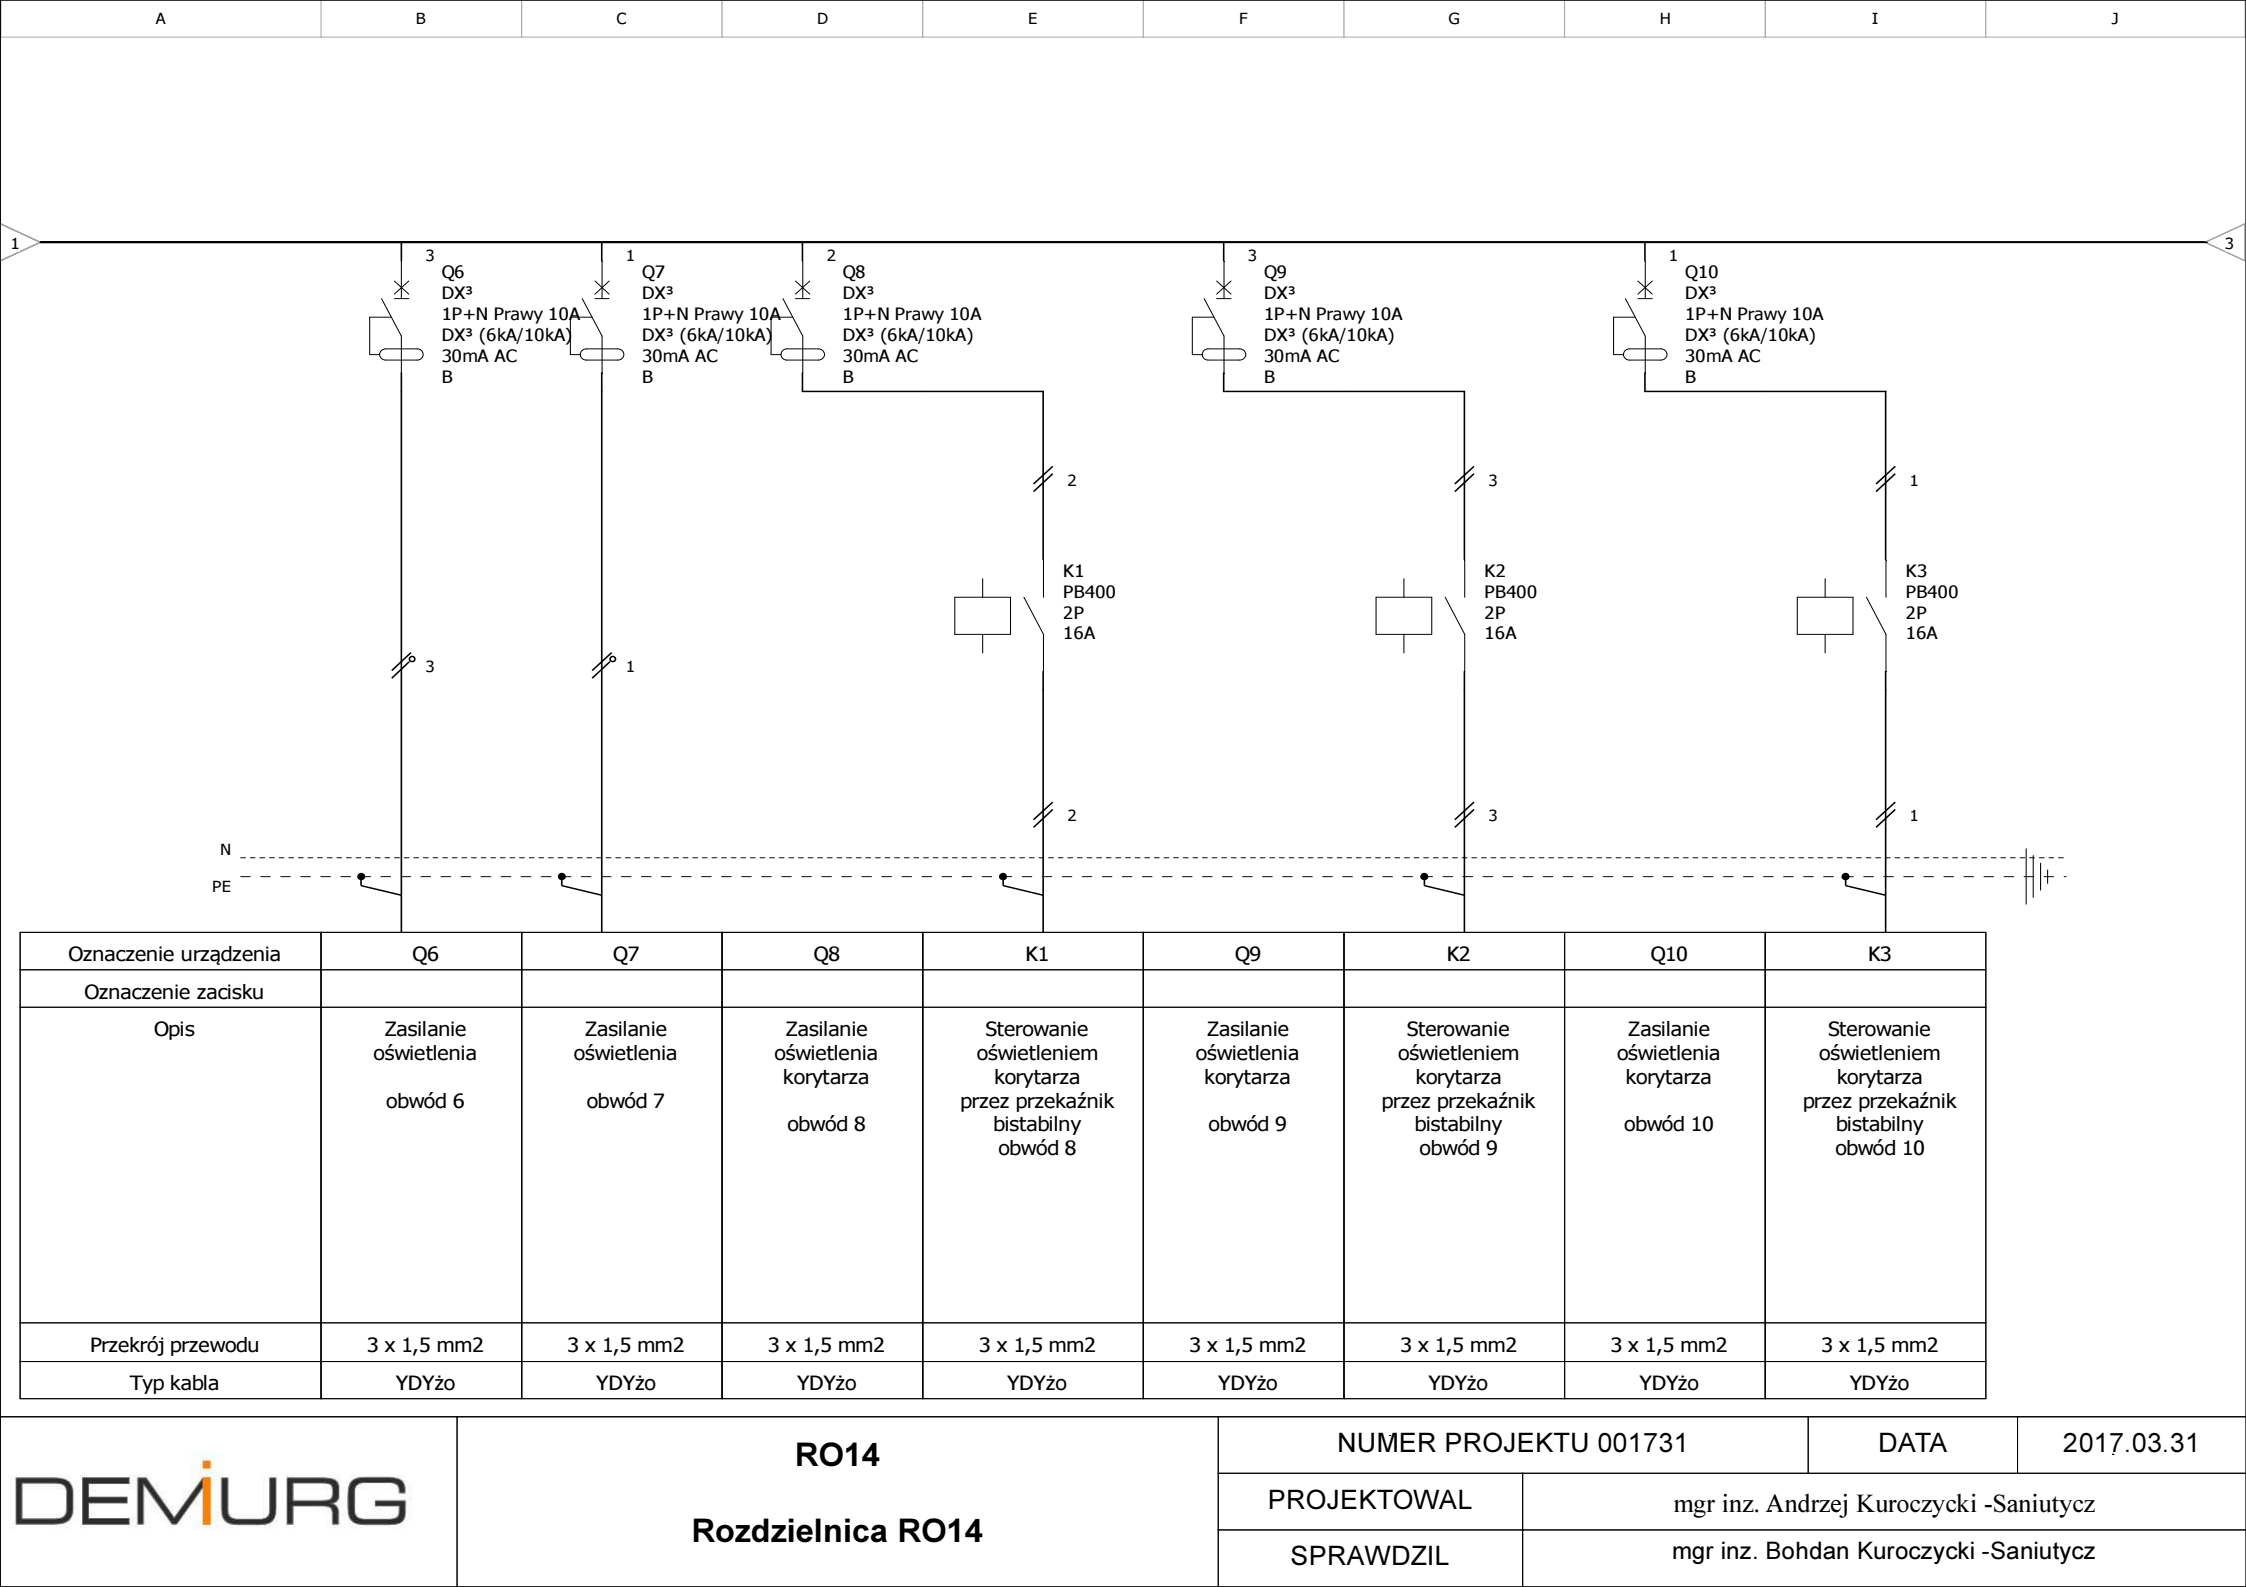 A B C D E F G H I J
1 3
3 1 2 3 1
Q6
DX³
1P+N Prawy 10A
DX³ (6kA/10kA)
30mA AC
B
Q7
DX³
1P+N Prawy 10A
DX³ (6kA/10kA)
30mA AC
B
Q8
DX³
1P+N Prawy 10A
DX³ (6kA/10kA)
30mA AC
B
Q9
DX³
1P+N Prawy 10A
DX³ (6kA/10kA)
30mA AC
B
Q10
DX³
1P+N Prawy 10A
DX³ (6kA/10kA)
30mA AC
B
2 3 1
K1
PB400
2P
16A
K2
PB400
2P
16A
K3
PB400
2P
16A
3 1
2 3 1
N
PE
Oznaczenie urządzenia Q6 Q7 Q8 K1 Q9 K2 Q10 K3
Oznaczenie zacisku
Opis
Zasilanie
oświetlenia
obwód 6
Zasilanie
oświetlenia
obwód 7
Zasilanie
oświetlenia
korytarza
obwód 8
Sterowanie
oświetleniem
korytarza
przez przekaźnik
bistabilny
obwód 8
Zasilanie
oświetlenia
korytarza
obwód 9
Sterowanie
oświetleniem
korytarza
przez przekaźnik
bistabilny
obwód 9
Zasilanie
oświetlenia
korytarza
obwód 10
Sterowanie
oświetleniem
korytarza
przez przekaźnik
bistabilny
obwód 10
Przekrój przewodu 3 x 1,5 mm2 3 x 1,5 mm2 3 x 1,5 mm2 3 x 1,5 mm2 3 x 1,5 mm2 3 x 1,5 mm2 3 x 1,5 mm2 3 x 1,5 mm2
Typ kabla YDYżo YDYżo YDYżo YDYżo YDYżo YDYżo YDYżo YDYżo
DEMiURG
RO14
Rozdzielnica RO14
NUMER PROJEKTU 001731 DATA 2017.03.31
PROJEKTOWAL mgr inz. Andrzej Kuroczycki -Saniutycz
SPRAWDZIL mgr inz. Bohdan Kuroczycki -Saniutycz